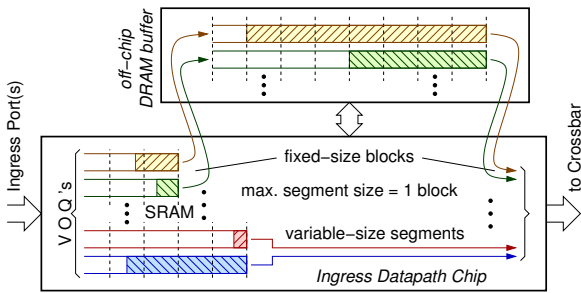 off−chip
DRAM buffer
Ingress Port(s)
to Crossbar
V O Q 's
fixed−size blocks
max. segment size = 1 block
SRAM
variable−size segments
Ingress Datapath Chip